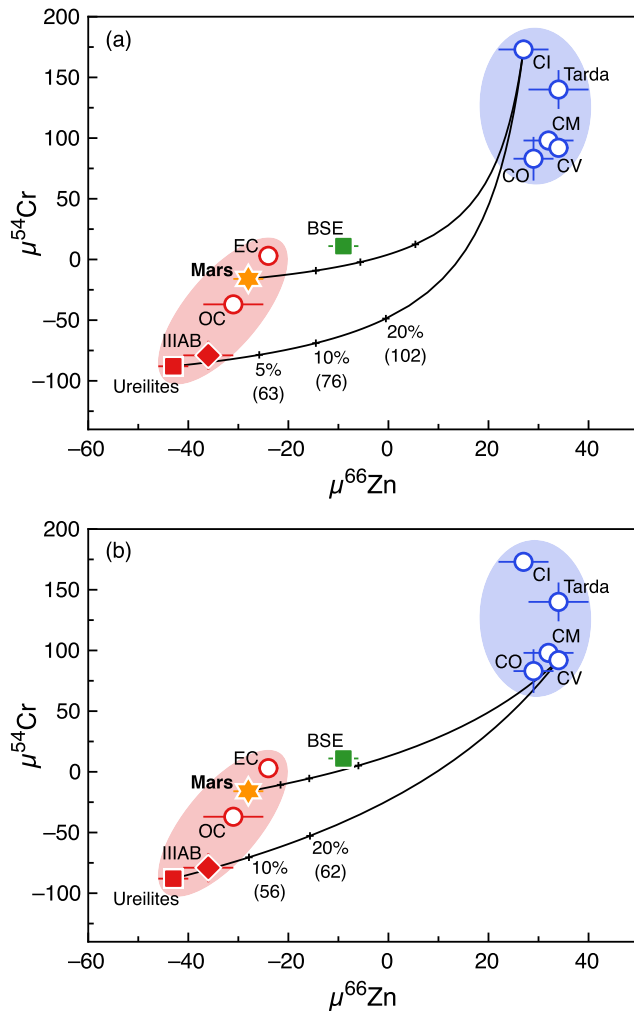 200
(a)
150
CI
Tarda
100
CM
CO
CV
50
μ⁵⁴Cr
EC
BSE
0
Mars
OC
−50
IIIAB
20%
(102)
10%
(76)
5%
(63)
−100
Ureilites
−60
−40
−20
0
20
40
μ⁶⁶Zn
200
(b)
150
CI
Tarda
100
CM
CO
CV
50
μ⁵⁴Cr
EC
BSE
0
Mars
OC
−50
IIIAB
20%
(62)
10%
(56)
−100
Ureilites
−60
−40
−20
0
20
40
μ⁶⁶Zn